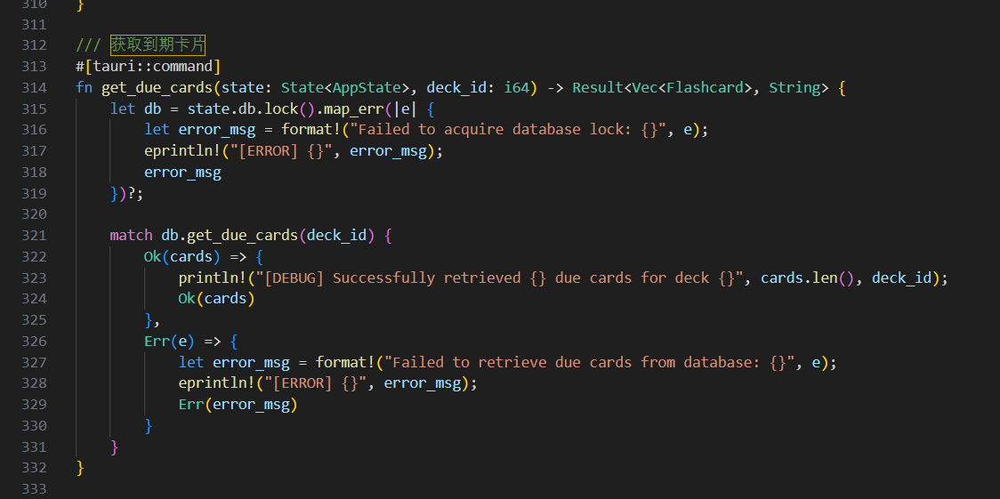 310 }
311
312 /// 获取到期卡片
313 #[tauri::command]
314 fn get_due_cards(state: State<AppState>, deck_id: i64) -> Result<Vec<Flashcard>, String> {
315     let db = state.db.lock().map_err(|e| {
316         let error_msg = format!("Failed to acquire database lock: {}", e);
317         eprintln!("[ERROR] {}", error_msg);
318         error_msg
319     })?;
320
321     match db.get_due_cards(deck_id) {
322         Ok(cards) => {
323             println!("[DEBUG] Successfully retrieved {} due cards for deck {}", cards.len(), deck_id);
324             Ok(cards)
325         },
326         Err(e) => {
327             let error_msg = format!("Failed to retrieve due cards from database: {}", e);
328             eprintln!("[ERROR] {}", error_msg);
329             Err(error_msg)
330         }
331     }
332 }
333